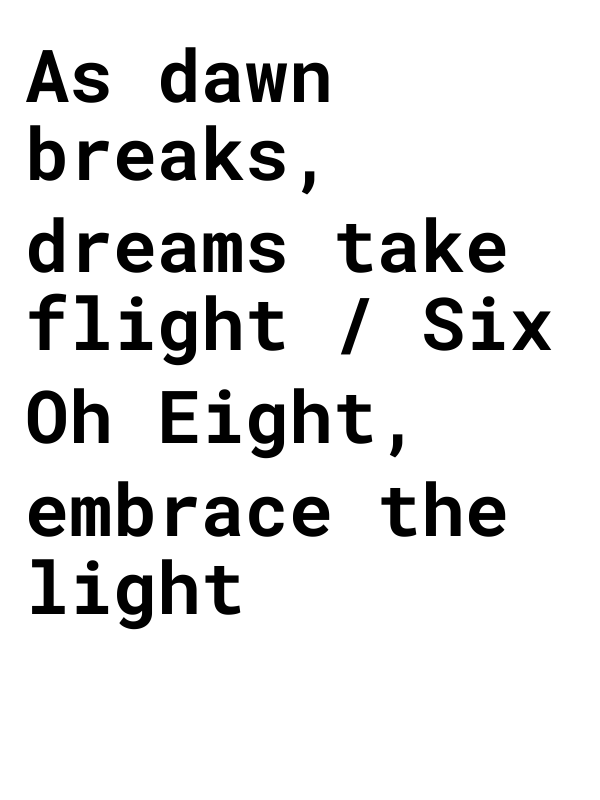 As dawn
breaks,
dreams take
flight / Six
Oh Eight,
embrace the
light